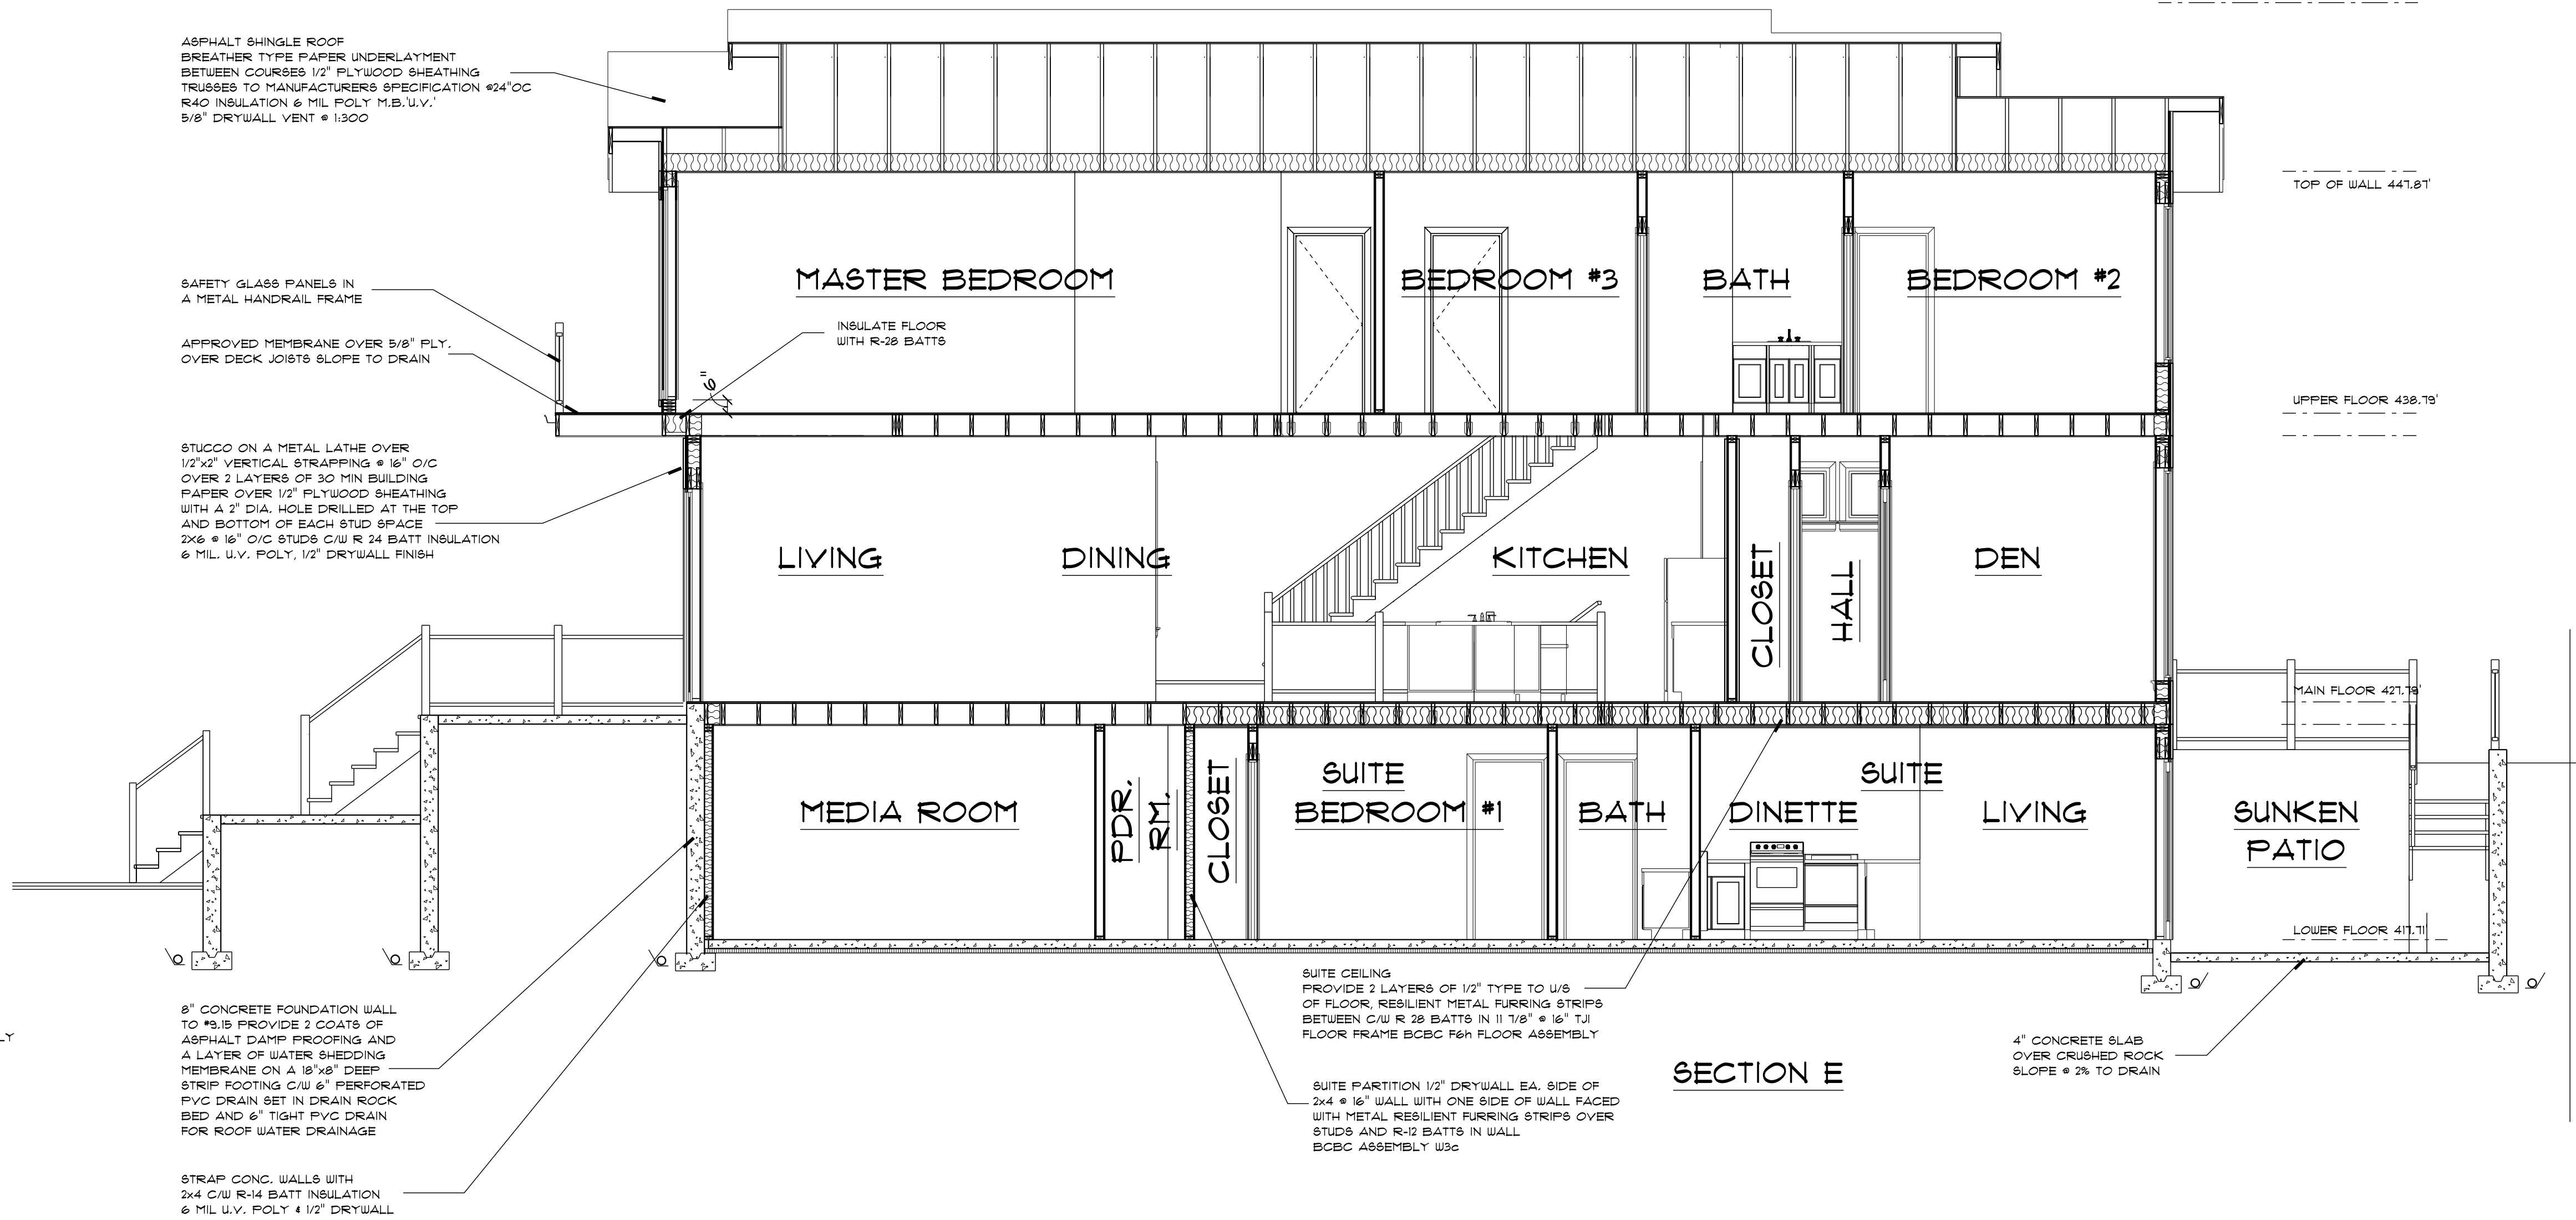 ASPHALT SHINGLE ROOF
BREATHER TYPE PAPER UNDERLAYMENT
BETWEEN COURSES 1/2" PLYWOOD SHEATHING
TRUSSES TO MANUFACTURERS SPECIFICATION @24"OC
R40 INSULATION 6 MIL POLY M.B.'U.V.'
5/8" DRYWALL VENT @ 1:300
TOP OF WALL 447.87'
SAFETY GLASS PANELS IN
A METAL HANDRAIL FRAME
MASTER BEDROOM
BEDROOM #3
BATH
BEDROOM #2
INSULATE FLOOR
WITH R-28 BATTS
APPROVED MEMBRANE OVER 5/8" PLY.
OVER DECK JOISTS SLOPE TO DRAIN
6"
UPPER FLOOR 438.79'
STUCCO ON A METAL LATHE OVER
1/2"x2" VERTICAL STRAPPING @ 16" O/C
OVER 2 LAYERS OF 30 MIN BUILDING
PAPER OVER 1/2" PLYWOOD SHEATHING
WITH A 2" DIA. HOLE DRILLED AT THE TOP
AND BOTTOM OF EACH STUD SPACE
2X6 @ 16" O/C STUDS C/W R 24 BATT INSULATION
6 MIL. U.V. POLY, 1/2" DRYWALL FINISH
LIVING
DINING
KITCHEN
CLOSET
HALL
DEN
MAIN FLOOR 427.79'
MEDIA ROOM
PDR.
RM.
CLOSET
SUITE
BEDROOM #1
BATH
SUITE
DINETTE
LIVING
SUNKEN
PATIO
LOWER FLOOR 417.71'
8" CONCRETE FOUNDATION WALL
TO #9.15 PROVIDE 2 COATS OF
ASPHALT DAMP PROOFING AND
A LAYER OF WATER SHEDDING
MEMBRANE ON A 18"x8" DEEP
STRIP FOOTING C/W 6" PERFORATED
PVC DRAIN SET IN DRAIN ROCK
BED AND 6" TIGHT PVC DRAIN
FOR ROOF WATER DRAINAGE
SUITE CEILING
PROVIDE 2 LAYERS OF 1/2" TYPE TO U/S
OF FLOOR, RESILIENT METAL FURRING STRIPS
BETWEEN C/W R 28 BATTS IN 11 7/8" @ 16" TJI
FLOOR FRAME BCBC F6h FLOOR ASSEMBLY
4" CONCRETE SLAB
OVER CRUSHED ROCK
SLOPE @ 2% TO DRAIN
SECTION E
SUITE PARTITION 1/2" DRYWALL EA. SIDE OF
2x4 @ 16" WALL WITH ONE SIDE OF WALL FACED
WITH METAL RESILIENT FURRING STRIPS OVER
STUDS AND R-12 BATTS IN WALL
BCBC ASSEMBLY W3c
STRAP CONC. WALLS WITH
2x4 C/W R-14 BATT INSULATION
6 MIL U.V. POLY & 1/2" DRYWALL